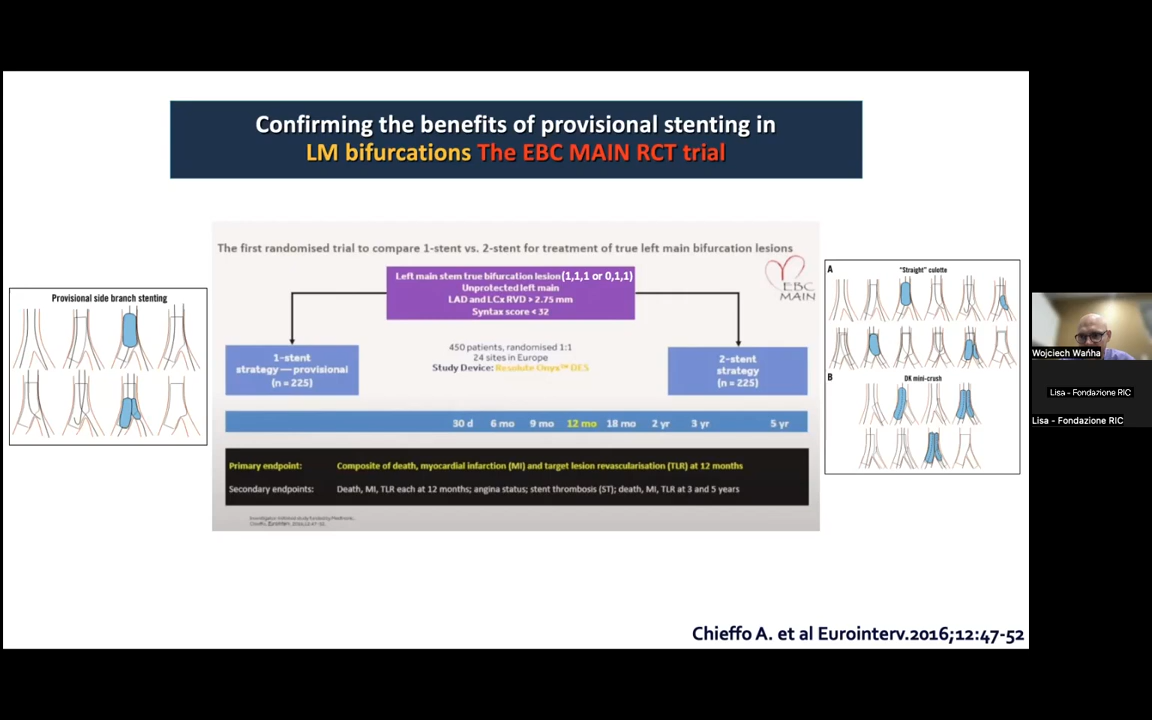 Confirming the benefits of provisional stenting in
LM bifurcations The EBC MAIN RCT trial
The first randomised trial to compare 1-stent vs. 2-stent for treatment of true left main bifurcation lesions
Left main stem true bifurcation lesion (1,1,1 or 0,1,1)
Unprotected left main
LAD and LCx RVD > 2.75 mm
Syntax score < 32
EBC
MAIN
Provisional side branch stenting
1-stent
strategy — provisional
(n = 225)
450 patients, randomised 1:1
24 sites in Europe
Study Device: Resolute Onyx™ DES
2-stent
strategy
(n = 225)
30 d 6 mo 9 mo 12 mo 18 mo 2 yr 3 yr 5 yr
Primary endpoint: Composite of death, myocardial infarction (MI) and target lesion revascularisation (TLR) at 12 months
Secondary endpoints: Death, MI, TLR each at 12 months; angina status; stent thrombosis (ST); death, MI, TLR at 3 and 5 years
A
"Straight" culotte
B
DK mini-crush
Chieffo A. et al Eurointerv.2016;12:47-52
Wojciech Wańha
Lisa - Fondazione RIC
Lisa - Fondazione RIC